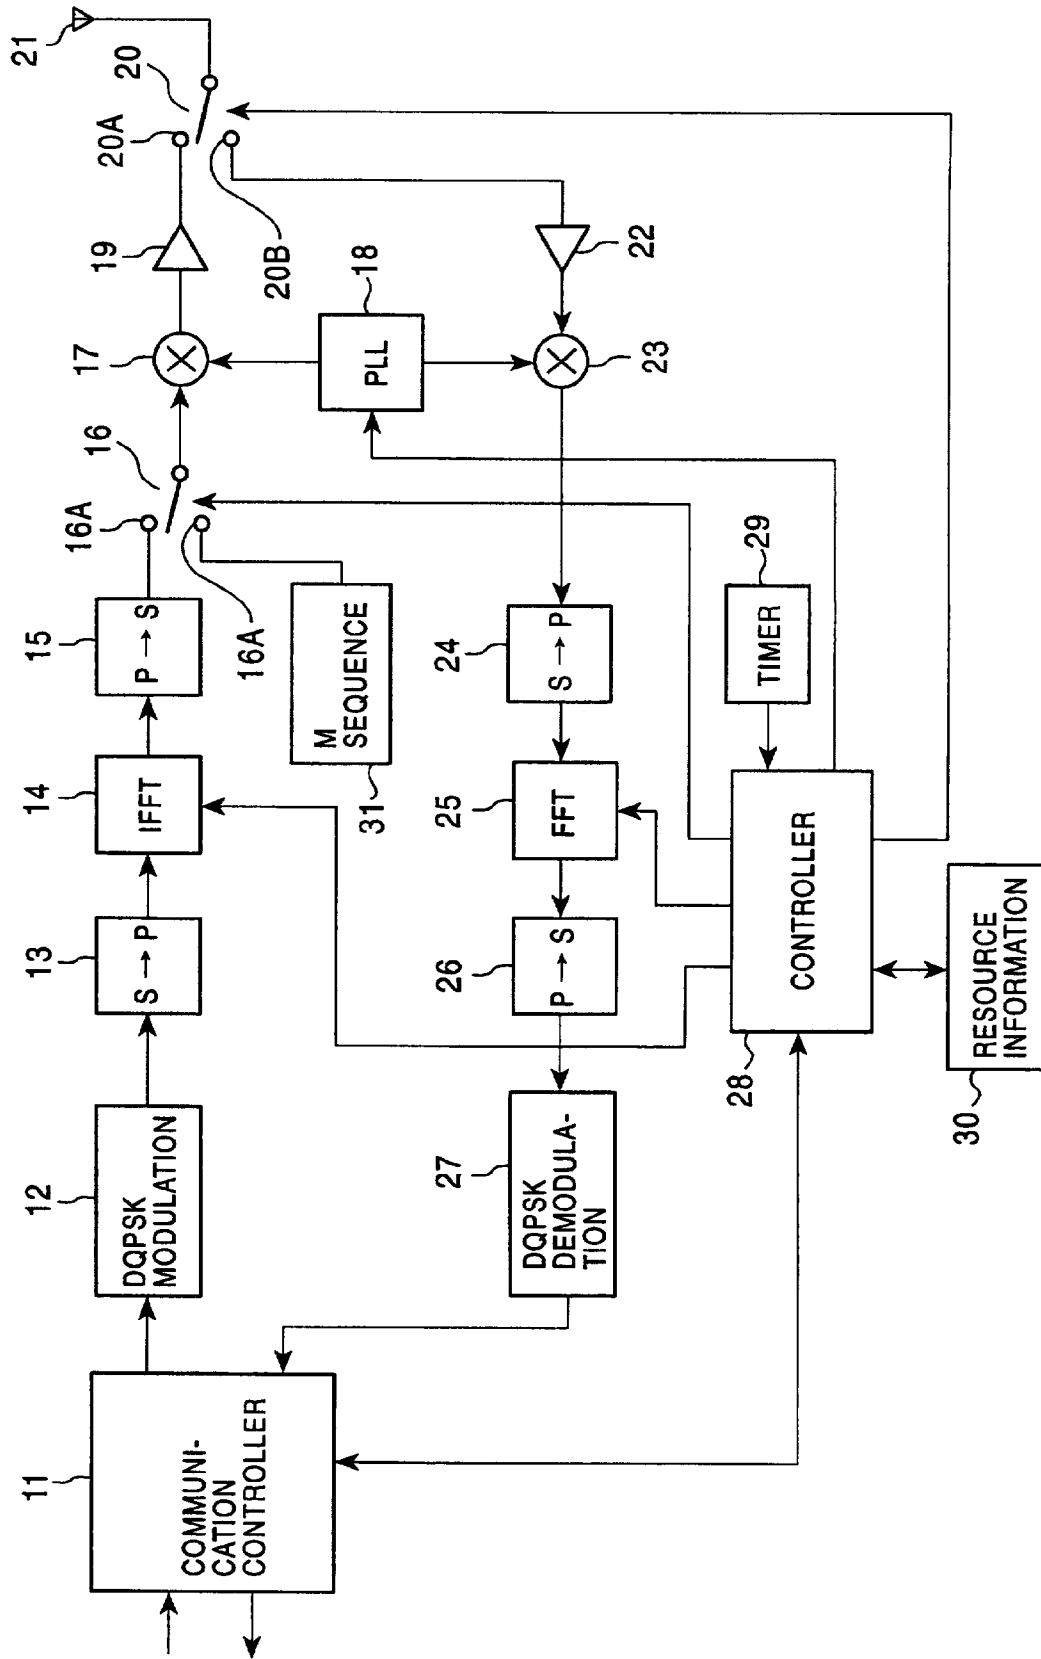 11
COMMUNI-
CATION
CONTROLLER
12
DQPSK
MODULATION
13
S → P
14
IFFT
15
P → S
16A
16
16A
17
19
20A
20
21
20B
M
SEQUENCE
31
18
PLL
22
23
24
S → P
25
FFT
26
P → S
27
DQPSK
DEMODULA-
TION
29
TIMER
28
CONTROLLER
30
RESOURCE
INFORMATION